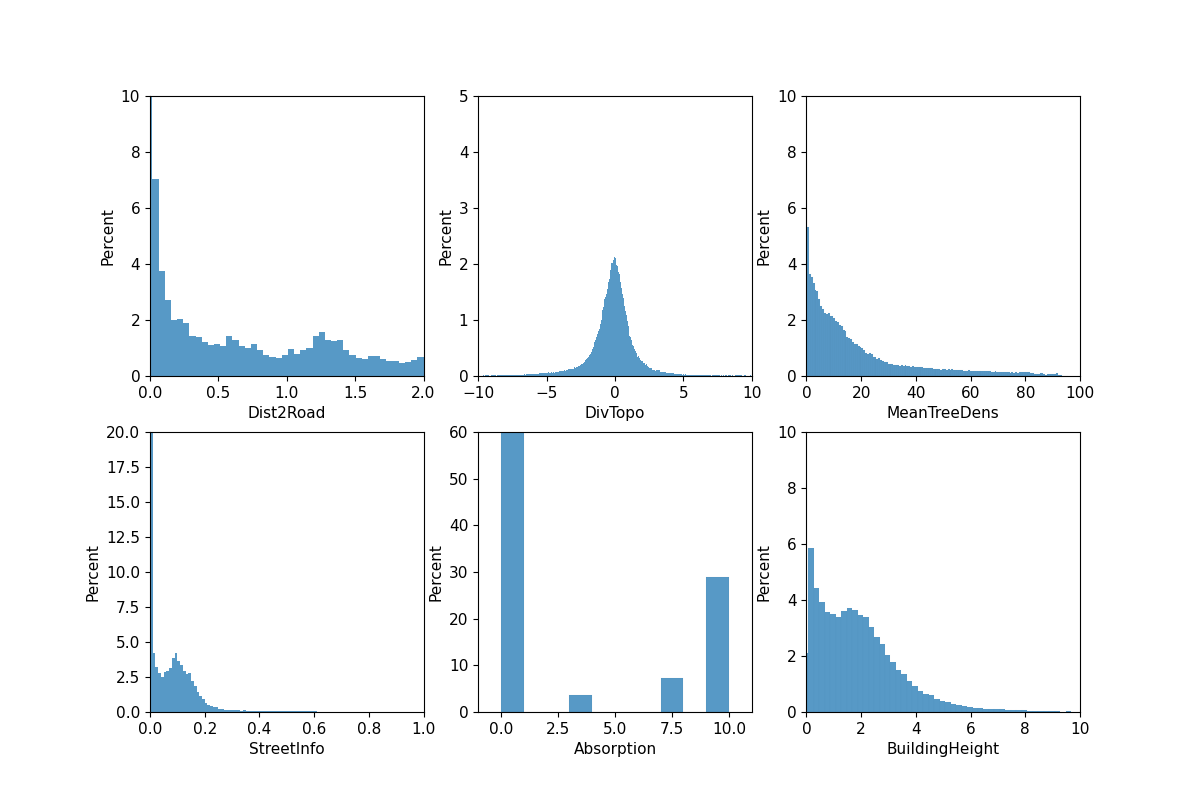 10
8
6
4
2
0
Percent
0.0 0.5 1.0 1.5 2.0
Dist2Road
5
4
3
2
1
0
Percent
−10 −5 0 5 10
DivTopo
10
8
6
4
2
0
Percent
0 20 40 60 80 100
MeanTreeDens
20.0
17.5
15.0
12.5
10.0
7.5
5.0
2.5
0.0
Percent
0.0 0.2 0.4 0.6 0.8 1.0
StreetInfo
60
50
40
30
20
10
0
Percent
0.0 2.5 5.0 7.5 10.0
Absorption
10
8
6
4
2
0
Percent
0 2 4 6 8 10
BuildingHeight